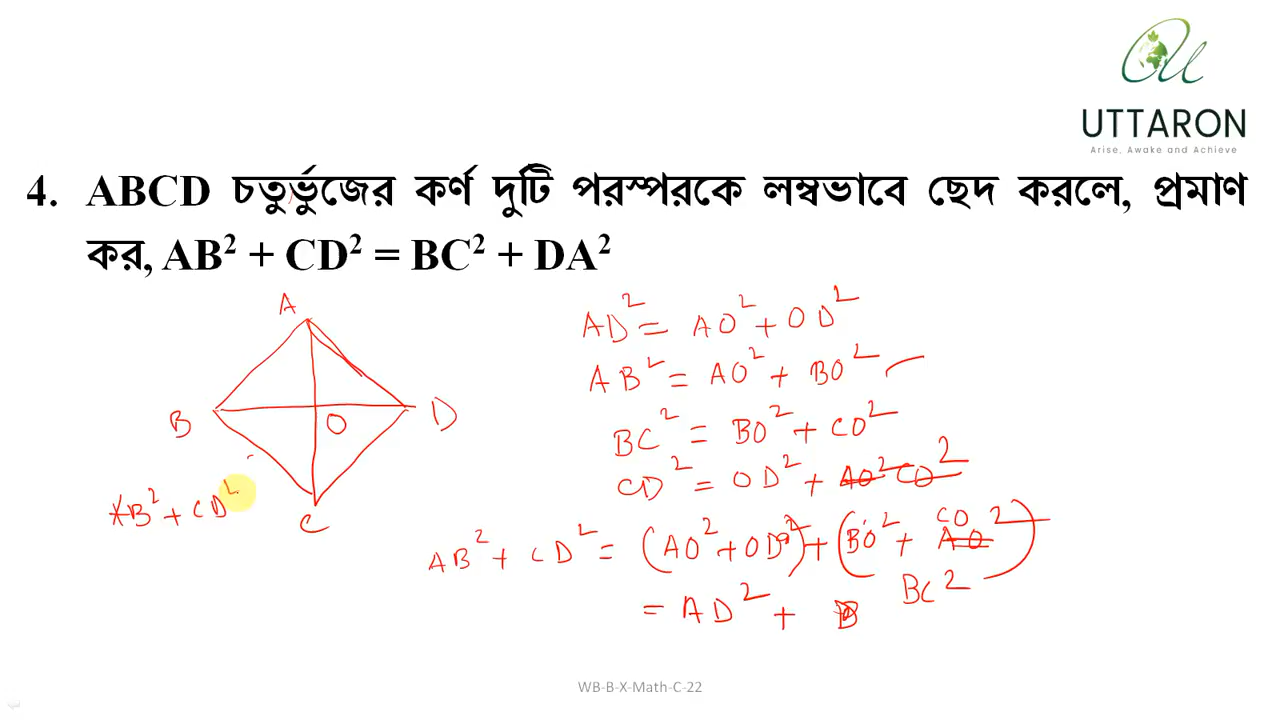 UTTARON
Arise, Awake and Achieve
4. ABCD চতুর্ভুজের কর্ণ দুটি পরস্পরকে লম্বভাবে ছেদ করলে, প্রমাণ
কর, AB² + CD² = BC² + DA²
A
B
O
D
C
AB² + CD²
AD² = AO² + OD²
AB² = AO² + BO²
BC² = BO² + CO²
CD² = OD² + CO²
AB² + CD² = (AO² + OD²) + (BO² + CO²)
= AD² + BC²
WB-B-X-Math-C-22